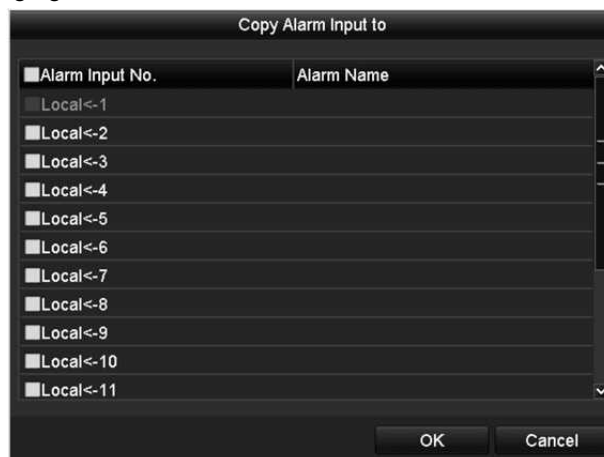 Copy Alarm Input to
Alarm Input No. Alarm Name
Local<-1
Local<-2
Local<-3
Local<-4
Local<-5
Local<-6
Local<-7
Local<-8
Local<-9
Local<-10
Local<-11
OK Cancel